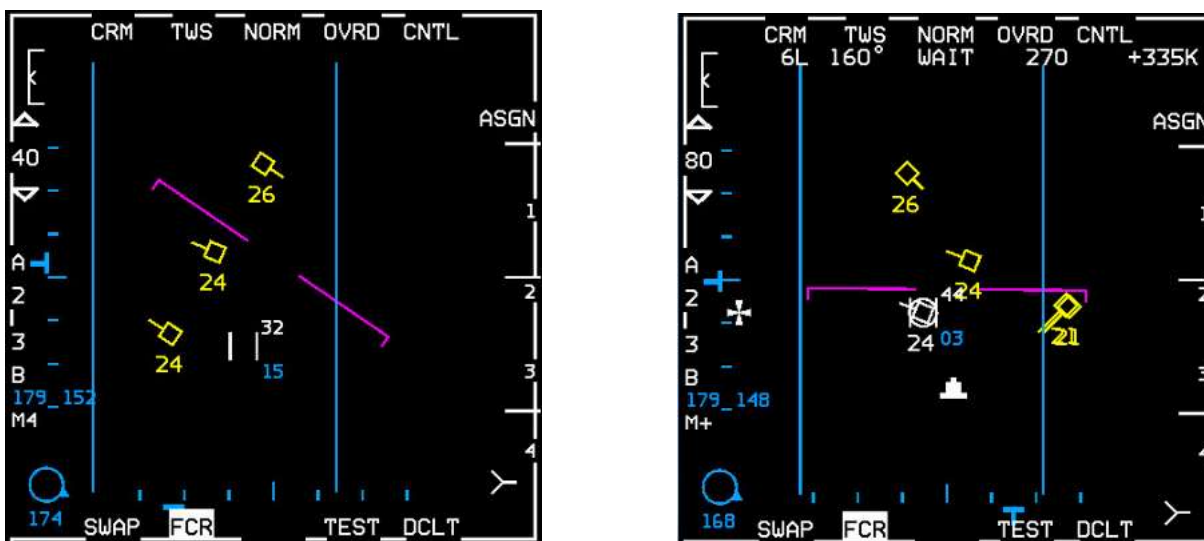 CRM TWS NORM OVRD CNTL
ASGN
40
26
1
24
A
2
2
32
3
24
15
3
B
179_152
M4
4
174
SWAP FCR TEST DCLT
CRM TWS NORM OVRD CNTL
6L 160° WAIT 270 +335K
ASGN
80
26
A
24
2
44
3
24
03
21
B
179_148
M+
168
SWAP FCR TEST DCLT